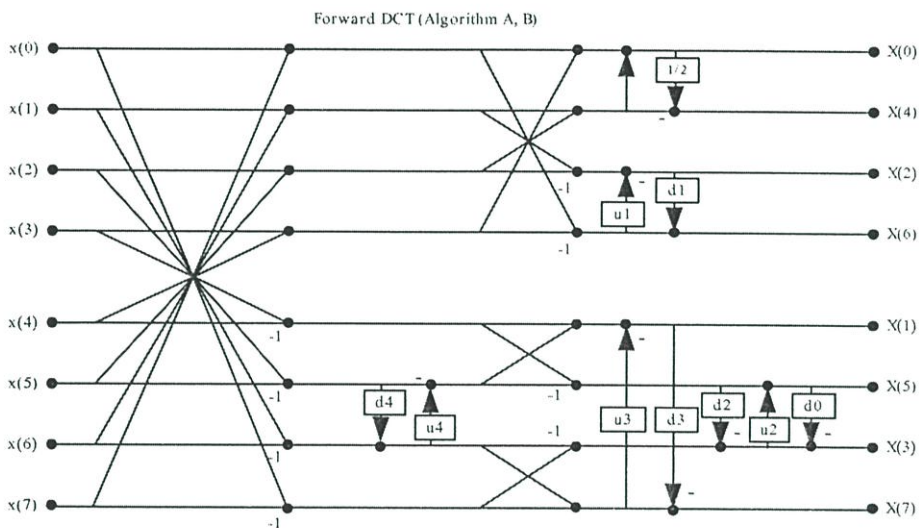 Forward DCT (Algorithm A, B)
x(0) X(0)
1/2
x(1) - X(4)
x(2) -1 - X(2)
u1 d1
x(3) -1 X(6)
x(4) -1 - X(1)
x(5) -1 - -1 X(5)
d4 u4 u3 d3 d2 u2 d0
x(6) -1 -1 - - X(3)
x(7) -1 - X(7)